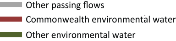 Other passing flows
Commonwealth environmental water
Other environmental water